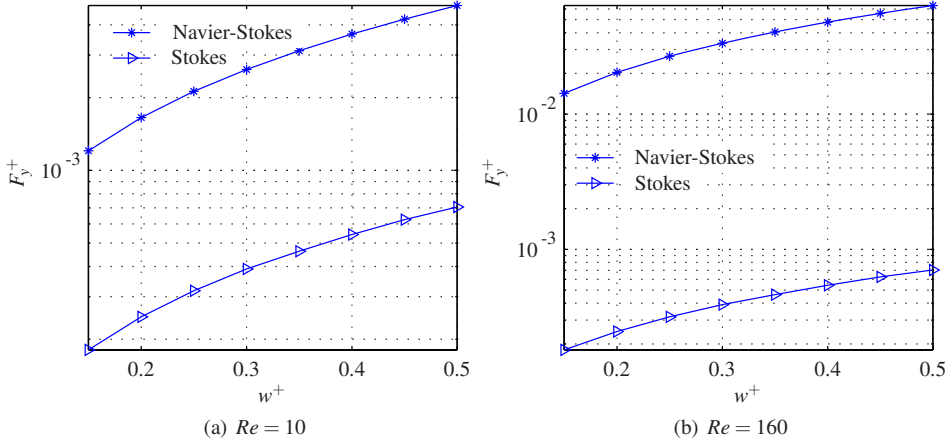 Navier-Stokes
Stokes
F_y^+
10^{-3}
0.2 0.3 0.4 0.5
w^+
(a) Re = 10
Navier-Stokes
Stokes
F_y^+
10^{-2}
10^{-3}
0.2 0.3 0.4 0.5
w^+
(b) Re = 160